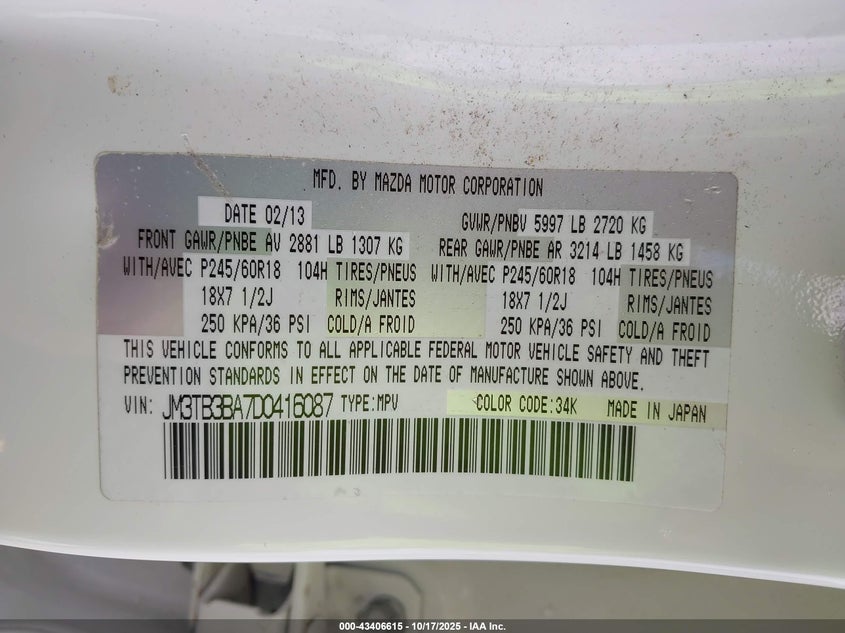 MFD. BY MAZDA MOTOR CORPORATION
DATE 02/13 GVWR/PNBV 5997 LB 2720 KG
FRONT GAWR/PNBE AV 2881 LB 1307 KG REAR GAWR/PNBE AR 3214 LB 1458 KG
WITH/AVEC P245/60R18 104H TIRES/PNEUS WITH/AVEC P245/60R18 104H TIRES/PNEUS
18X7 1/2J RIMS/JANTES 18X7 1/2J RIMS/JANTES
250 KPA/36 PSI COLD/A FROID 250 KPA/36 PSI COLD/A FROID
THIS VEHICLE CONFORMS TO ALL APPLICABLE FEDERAL MOTOR VEHICLE SAFETY AND THEFT
PREVENTION STANDARDS IN EFFECT ON THE DATE OF MANUFACTURE SHOWN ABOVE.
VIN: JM3TB3BA7D0416087 TYPE:MPV COLOR CODE:34K MADE IN JAPAN
000-43406615 - 10/17/2025 - IAA Inc.